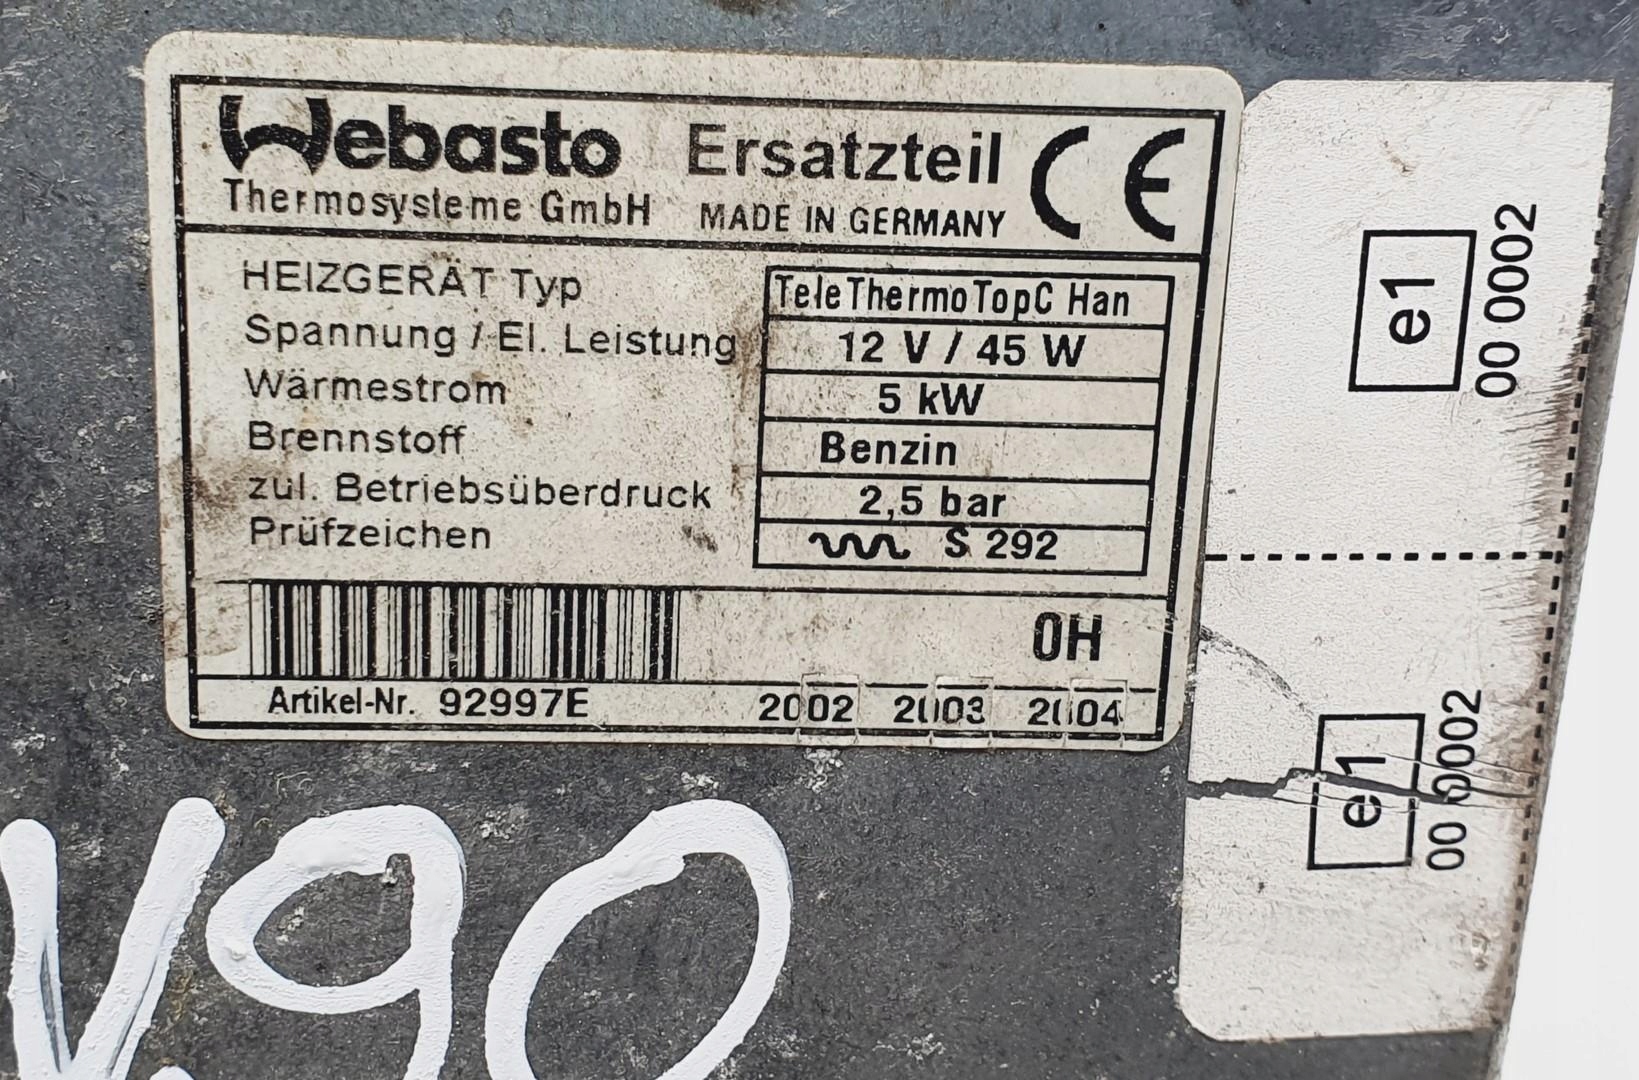 Webasto Ersatzteil CE
Thermosysteme GmbH MADE IN GERMANY
HEIZGERÄT Typ TeleThermoTopC Han
Spannung / El. Leistung 12 V / 45 W
Wärmestrom 5 kW
Brennstoff Benzin
zul. Betriebsüberdruck 2,5 bar
Prüfzeichen S 292
0H
Artikel-Nr. 92997E 2002 2003 2004
e1
00 0002
e1
00 0002
V90